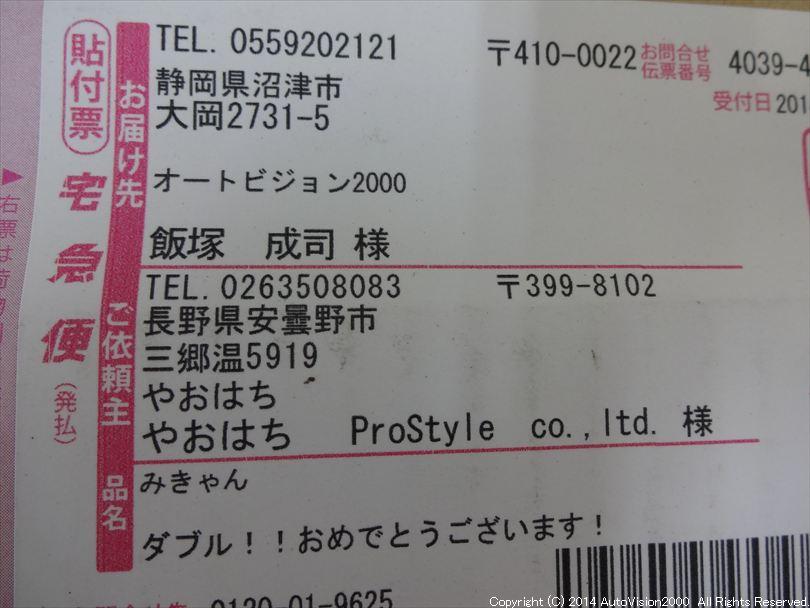 貼付票
宅急便
(発払)
お届け先
TEL. 0559202121 〒410-0022 お問合せ伝票番号 4039-4
受付日 201
静岡県沼津市
大岡2731-5
オートビジョン2000
飯塚 成司 様
ご依頼主
TEL. 0263508083 〒399-8102
長野県安曇野市
三郷温5919
やおはち
やおはち ProStyle co.,ltd. 様
品名
みきゃん
ダブル！！おめでとうございます！
0120-01-9625
右票は荷物
Copyright (C) 2014 AutoVision2000 All Rights Reserved.